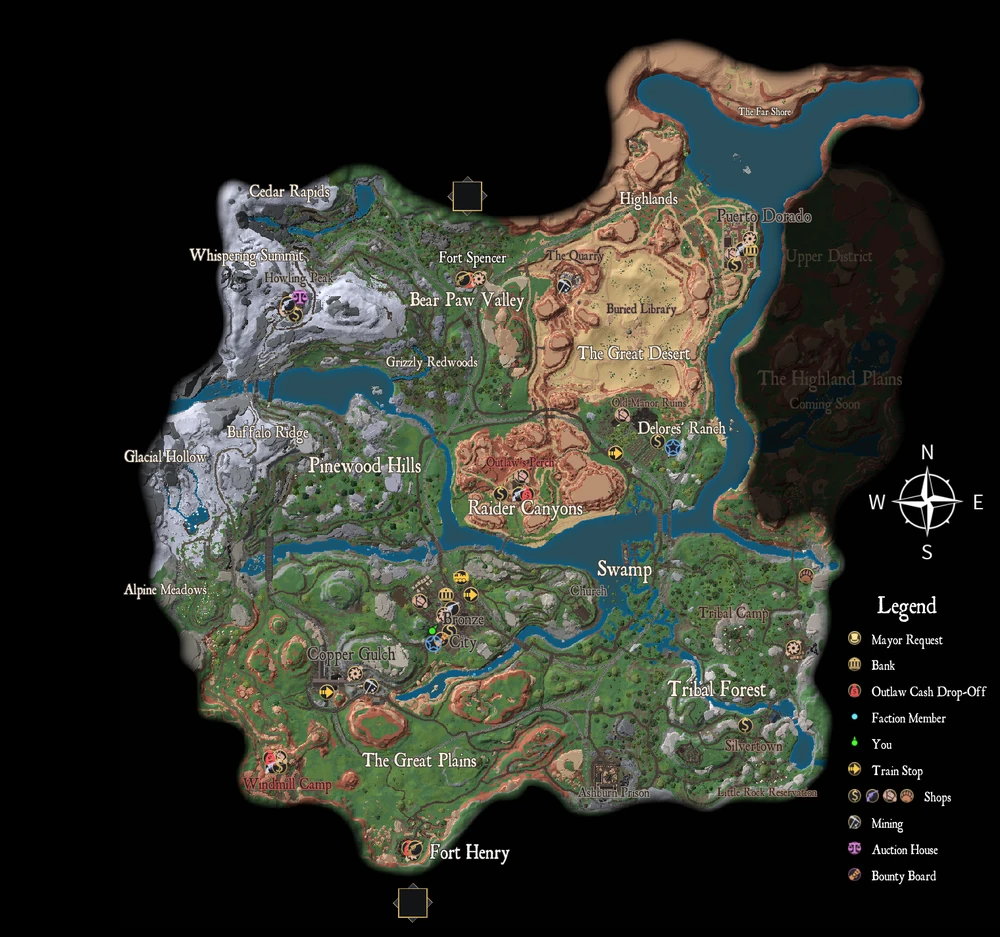 The Far Shore
Cedar Rapids
Highlands
Puerto Dorado
Whispering Summit
Fort Spencer
The Quarry
Upper District
Howling Peak
Bear Paw Valley
Buried Library
Grizzly Redwoods
The Great Desert
The Highland Plains
Coming Soon
Old Manor Ruins
Buffalo Ridge
Delores' Ranch
Glacial Hollow
Pinewood Hills
Outlaw's Perch
Raider Canyons
N
W
E
S
Swamp
Alpine Meadows
Church
Tribal Camp
Bronze
City
Copper Gulch
Tribal Forest
Silvertown
The Great Plains
Windmill Camp
Ashburn Prison
Little Rock Reservation
Fort Henry
Legend
Mayor Request
Bank
Outlaw Cash Drop-Off
Faction Member
You
Train Stop
Shops
Mining
Auction House
Bounty Board